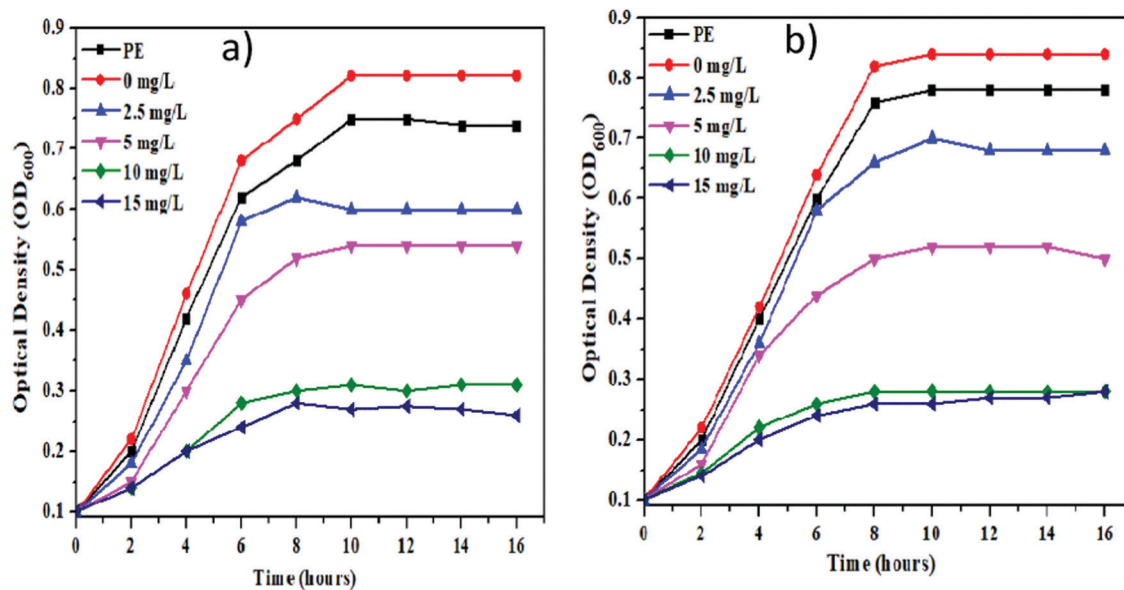 a)
PE
0 mg/L
2.5 mg/L
5 mg/L
10 mg/L
15 mg/L
Optical Density (OD600)
0.9
0.8
0.7
0.6
0.5
0.4
0.3
0.2
0.1
0 2 4 6 8 10 12 14 16
Time (hours)
b)
PE
0 mg/L
2.5 mg/L
5 mg/L
10 mg/L
15 mg/L
Optical Density (OD600)
0.9
0.8
0.7
0.6
0.5
0.4
0.3
0.2
0.1
0 2 4 6 8 10 12 14 16
Time (hours)